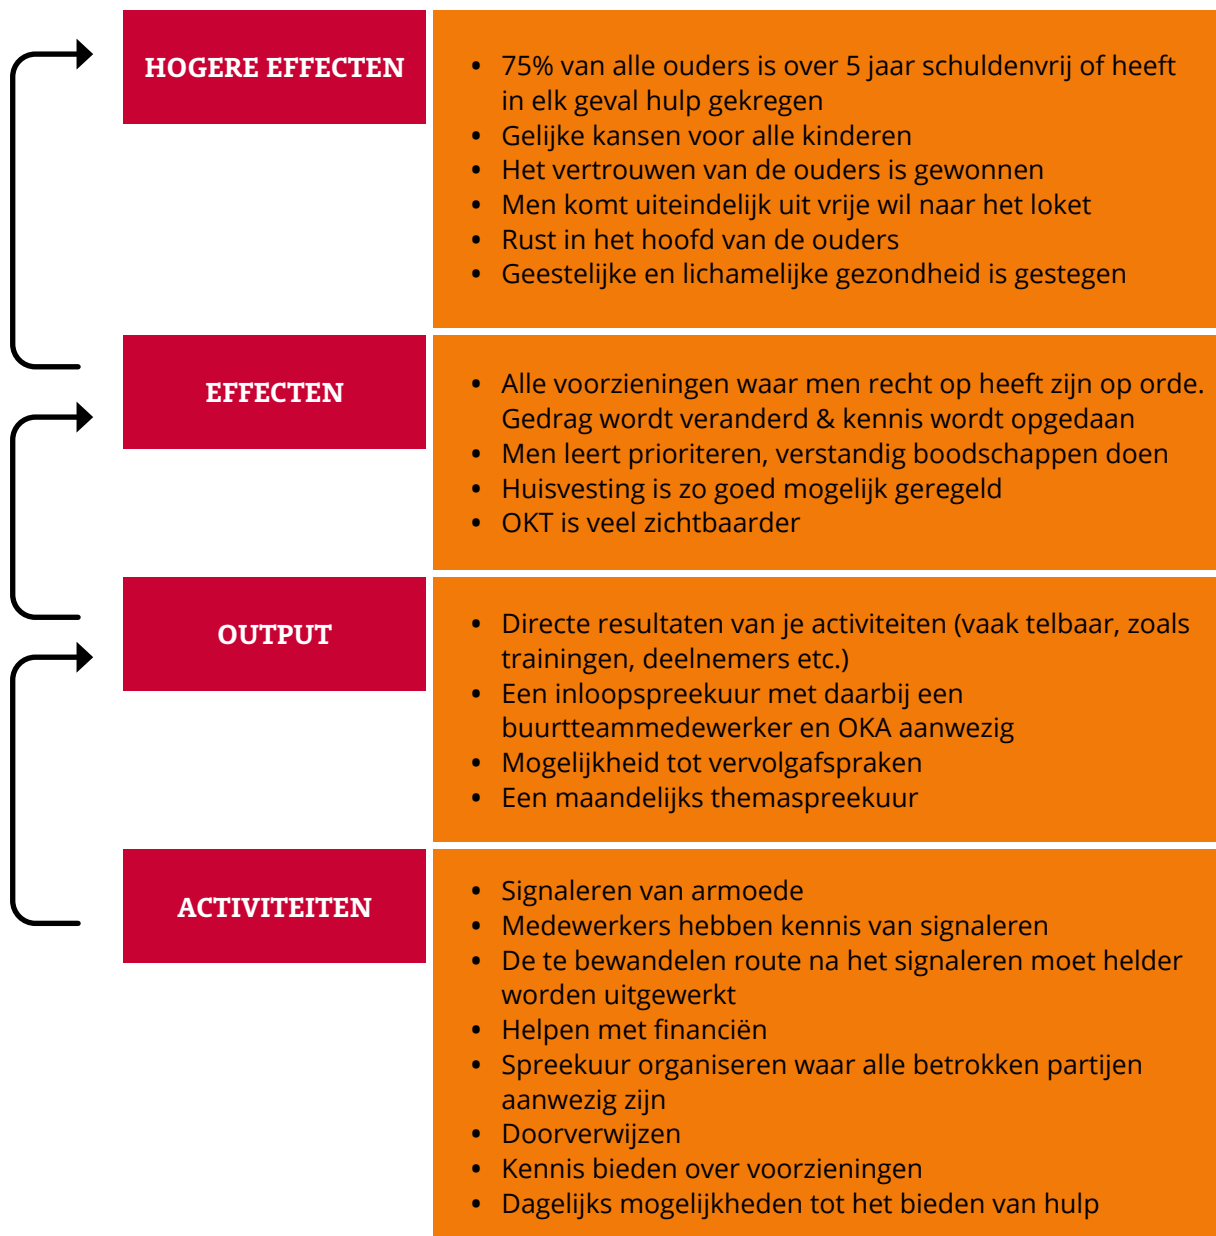 HOGERE EFFECTEN
• 75% van alle ouders is over 5 jaar schuldenvrij of heeft
in elk geval hulp gekregen
• Gelijke kansen voor alle kinderen
• Het vertrouwen van de ouders is gewonnen
• Men komt uiteindelijk uit vrije wil naar het loket
• Rust in het hoofd van de ouders
• Geestelijke en lichamelijke gezondheid is gestegen
EFFECTEN
• Alle voorzieningen waar men recht op heeft zijn op orde.
Gedrag wordt veranderd & kennis wordt opgedaan
• Men leert prioriteren, verstandig boodschappen doen
• Huisvesting is zo goed mogelijk geregeld
• OKT is veel zichtbaarder
OUTPUT
• Directe resultaten van je activiteiten (vaak telbaar, zoals
trainingen, deelnemers etc.)
• Een inloopspreekuur met daarbij een
buurtteammedewerker en OKA aanwezig
• Mogelijkheid tot vervolgafspraken
• Een maandelijks themaspreekuur
ACTIVITEITEN
• Signaleren van armoede
• Medewerkers hebben kennis van signaleren
• De te bewandelen route na het signaleren moet helder
worden uitgewerkt
• Helpen met financiën
• Spreekuur organiseren waar alle betrokken partijen
aanwezig zijn
• Doorverwijzen
• Kennis bieden over voorzieningen
• Dagelijks mogelijkheden tot het bieden van hulp